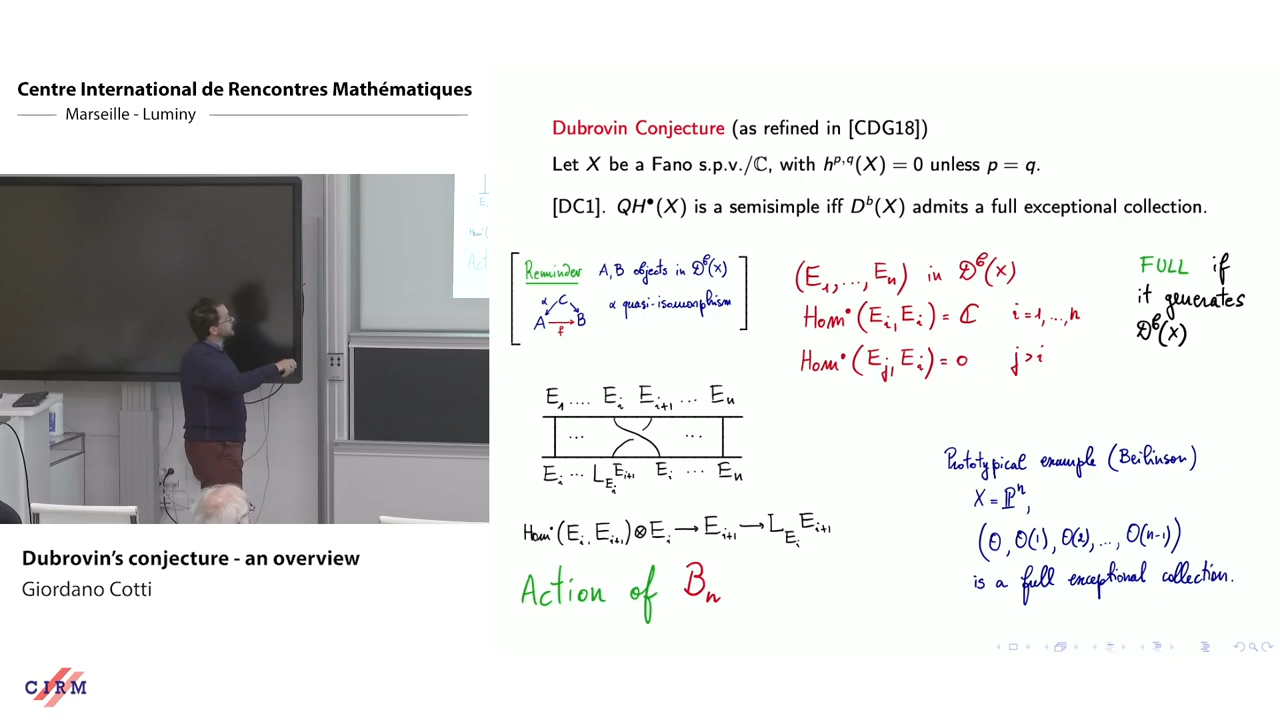 Centre International de Rencontres Mathématiques
Marseille - Luminy
Dubrovin's conjecture - an overview
Giordano Cotti
CIRM
Dubrovin Conjecture (as refined in [CDG18])
Let X be a Fano s.p.v./ℂ, with h^{p,q}(X) = 0 unless p = q.
[DC1]. QH•(X) is a semisimple iff D^b(X) admits a full exceptional collection.
Reminder A, B objects in D^b(X)
α C
A B
f
α quasi-isomorphism
(E_1, ..., E_n) in D^b(X)
Hom•(E_i, E_i) = ℂ i=1,...,n
Hom•(E_j, E_i) = 0 j>i
FULL if
it generates
D^b(X)
E_1 .... E_i E_{i+1} ... E_n
... ...
E_i ... L_{E_i}E_{i+1} E_i ... E_n
Hom•(E_i, E_{i+1}) ⊗ E_i → E_{i+1} → L_{E_i}E_{i+1}
Action of B_n
Prototypical example (Beilinson)
X = ℙ^n,
(O, O(1), O(2), ..., O(n-1))
is a full exceptional collection.